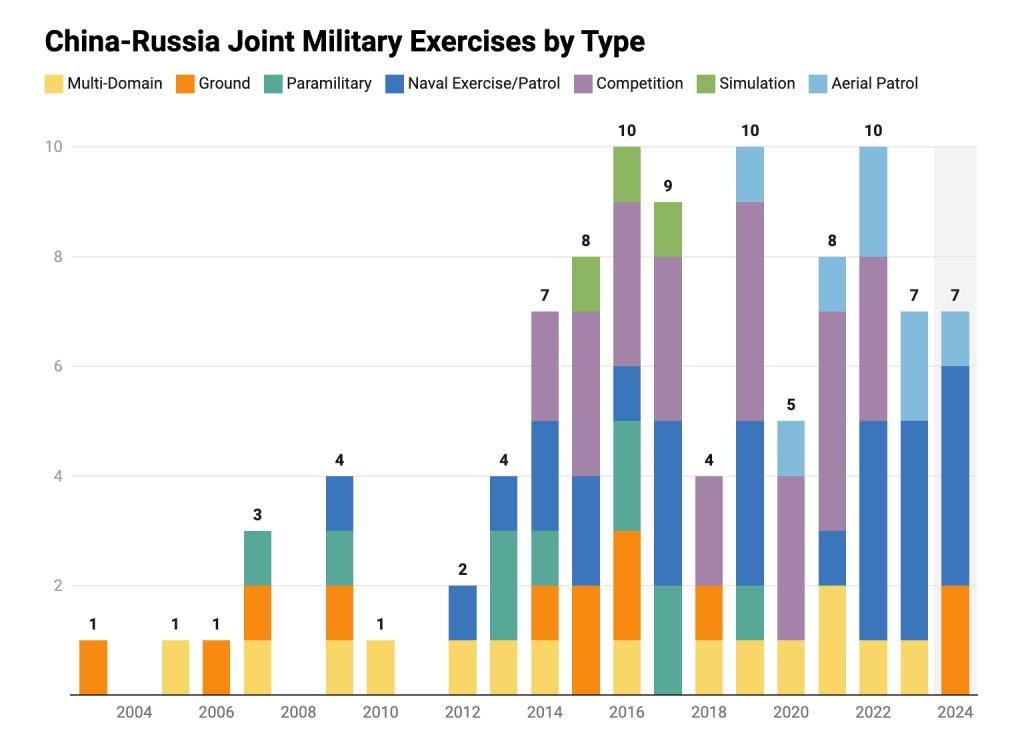 China-Russia Joint Military Exercises by Type
Multi-Domain Ground Paramilitary Naval Exercise/Patrol Competition Simulation Aerial Patrol
10 10 10
10
9
8 8 8
7 7 7
6
5
4 4 4 4
3
2 2
1 1 1 1
2004 2006 2008 2010 2012 2014 2016 2018 2020 2022 2024